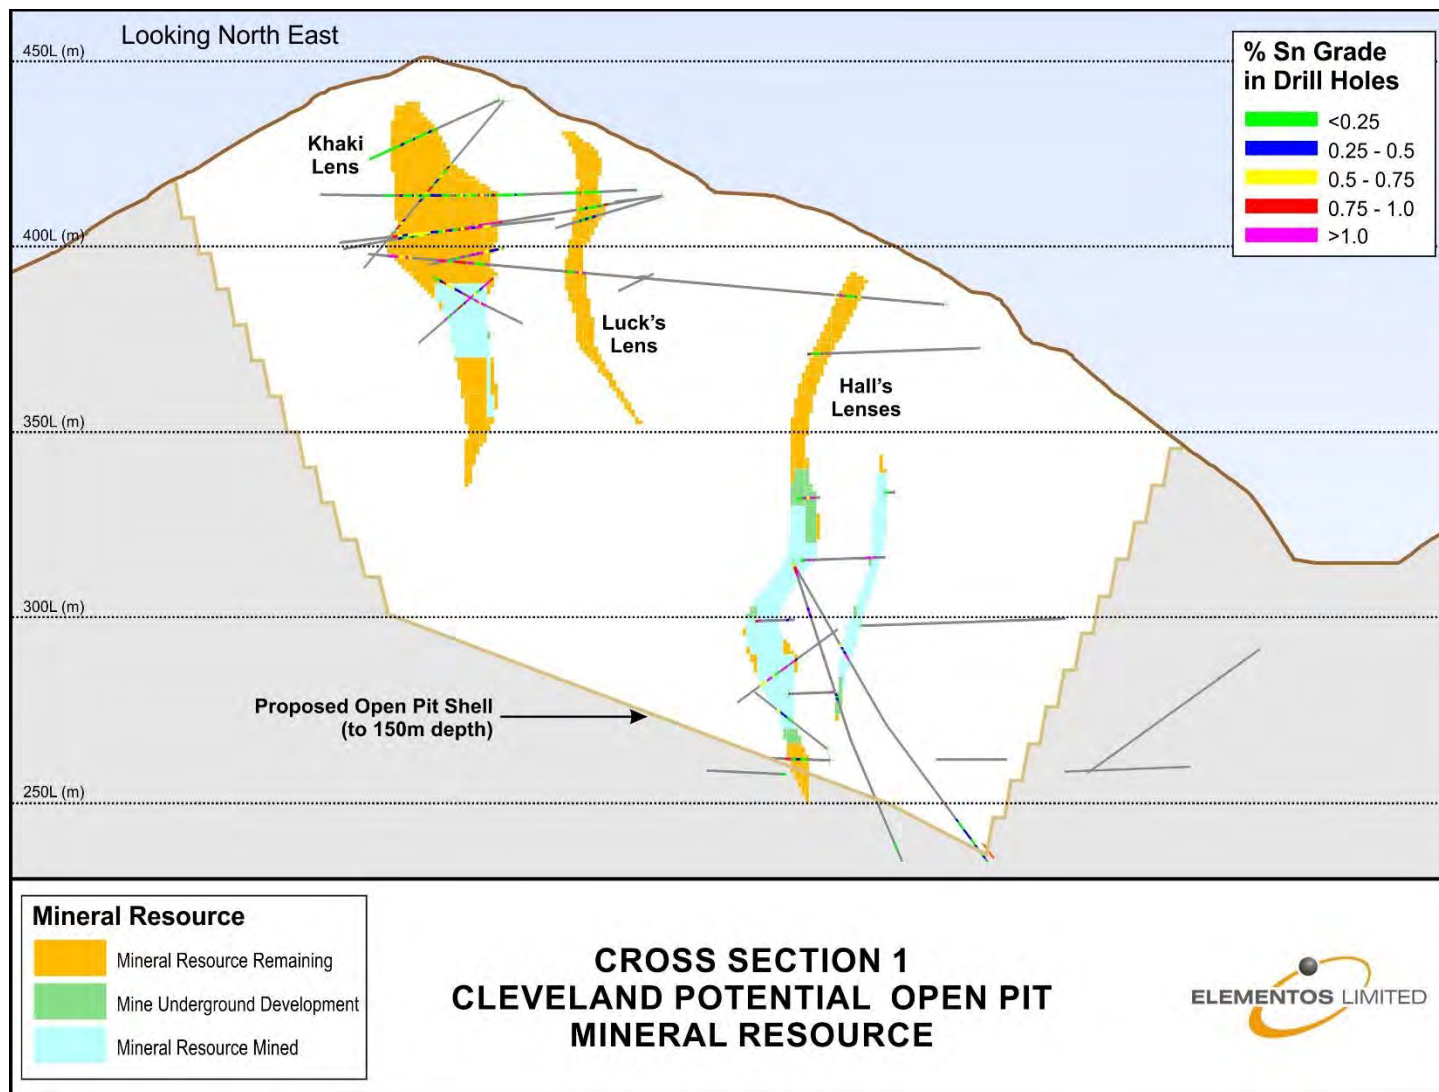 Looking North East
450L (m)
% Sn Grade
in Drill Holes
<0.25
0.25 - 0.5
0.5 - 0.75
0.75 - 1.0
>1.0
Khaki
Lens
400L (m)
Luck's
Lens
Hall's
Lenses
350L (m)
300L (m)
Proposed Open Pit Shell
(to 150m depth)
250L (m)
Mineral Resource
Mineral Resource Remaining
Mine Underground Development
Mineral Resource Mined
CROSS SECTION 1
CLEVELAND POTENTIAL OPEN PIT
MINERAL RESOURCE
ELEMENTOS LIMITED